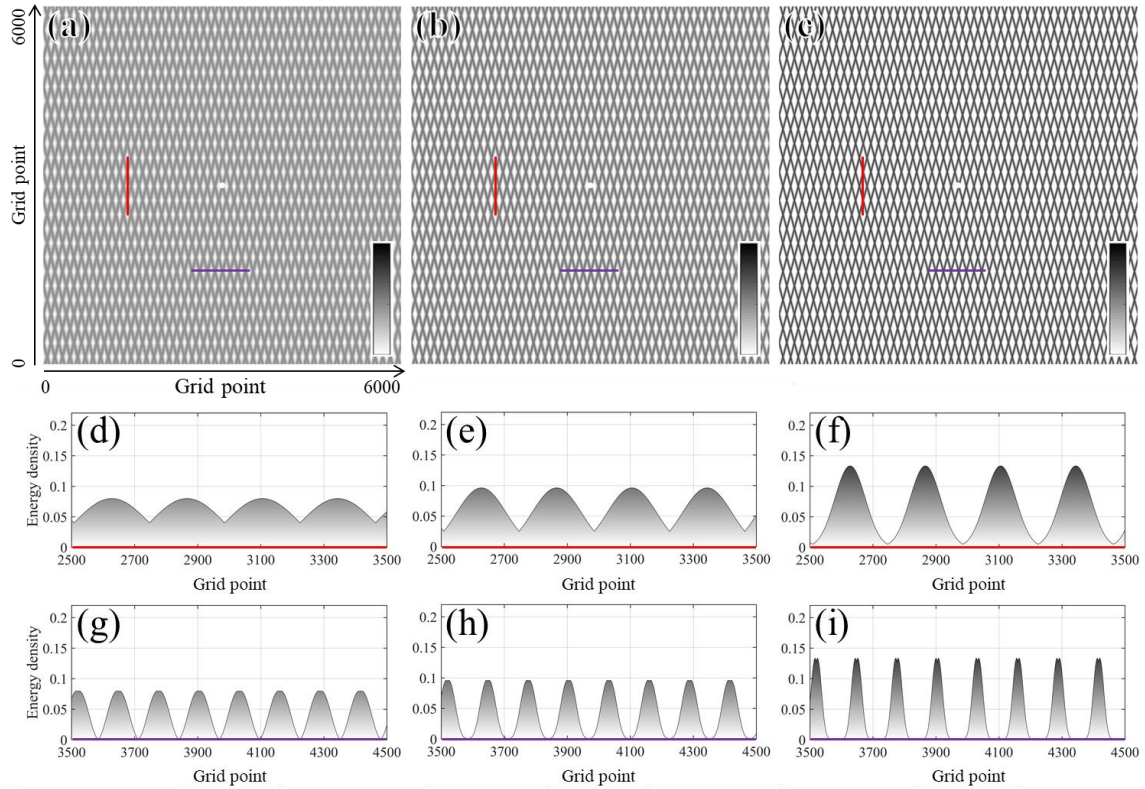 (a) (b) (c)
6000
Grid point
0
0 Grid point 6000
(d) (e) (f)
Energy density
0.2 0.2 0.2
0.15 0.15 0.15
0.1 0.1 0.1
0.05 0.05 0.05
0 0 0
2500 2700 2900 3100 3300 3500 2500 2700 2900 3100 3300 3500 2500 2700 2900 3100 3300 3500
Grid point Grid point Grid point
(g) (h) (i)
Energy density
0.2 0.2 0.2
0.15 0.15 0.15
0.1 0.1 0.1
0.05 0.05 0.05
0 0 0
3500 3700 3900 4100 4300 4500 3500 3700 3900 4100 4300 4500 3500 3700 3900 4100 4300 4500
Grid point Grid point Grid point